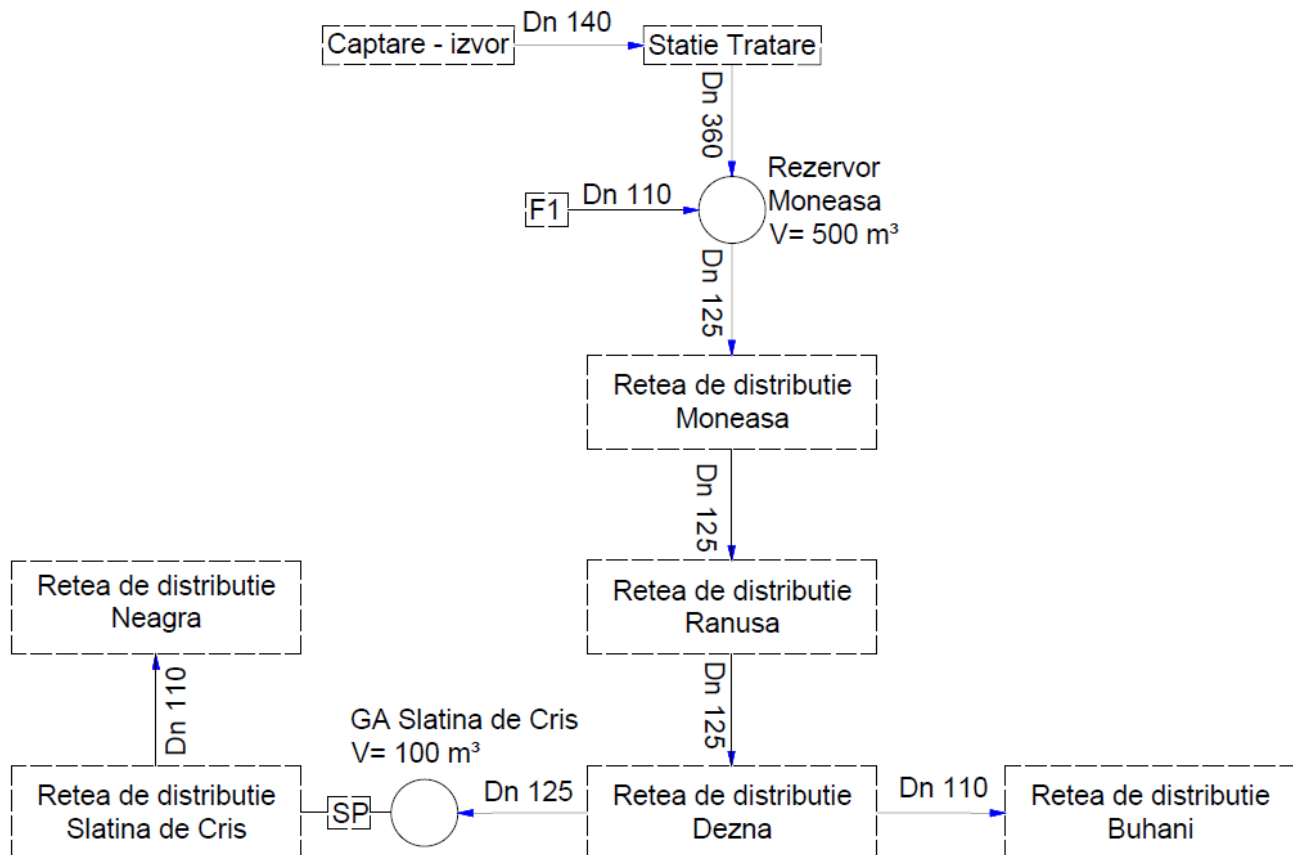 Dn 140
Captare - izvor
Statie Tratare
Dn 360
Rezervor
Moneasa
V= 500 m³
Dn 110
F1
Dn 125
Retea de distributie
Moneasa
Dn 125
Retea de distributie
Ranusa
Retea de distributie
Neagra
Dn 125
Dn 110
GA Slatina de Cris
V= 100 m³
Retea de distributie
Slatina de Cris
SP
Dn 125
Retea de distributie
Dezna
Dn 110
Retea de distributie
Buhani